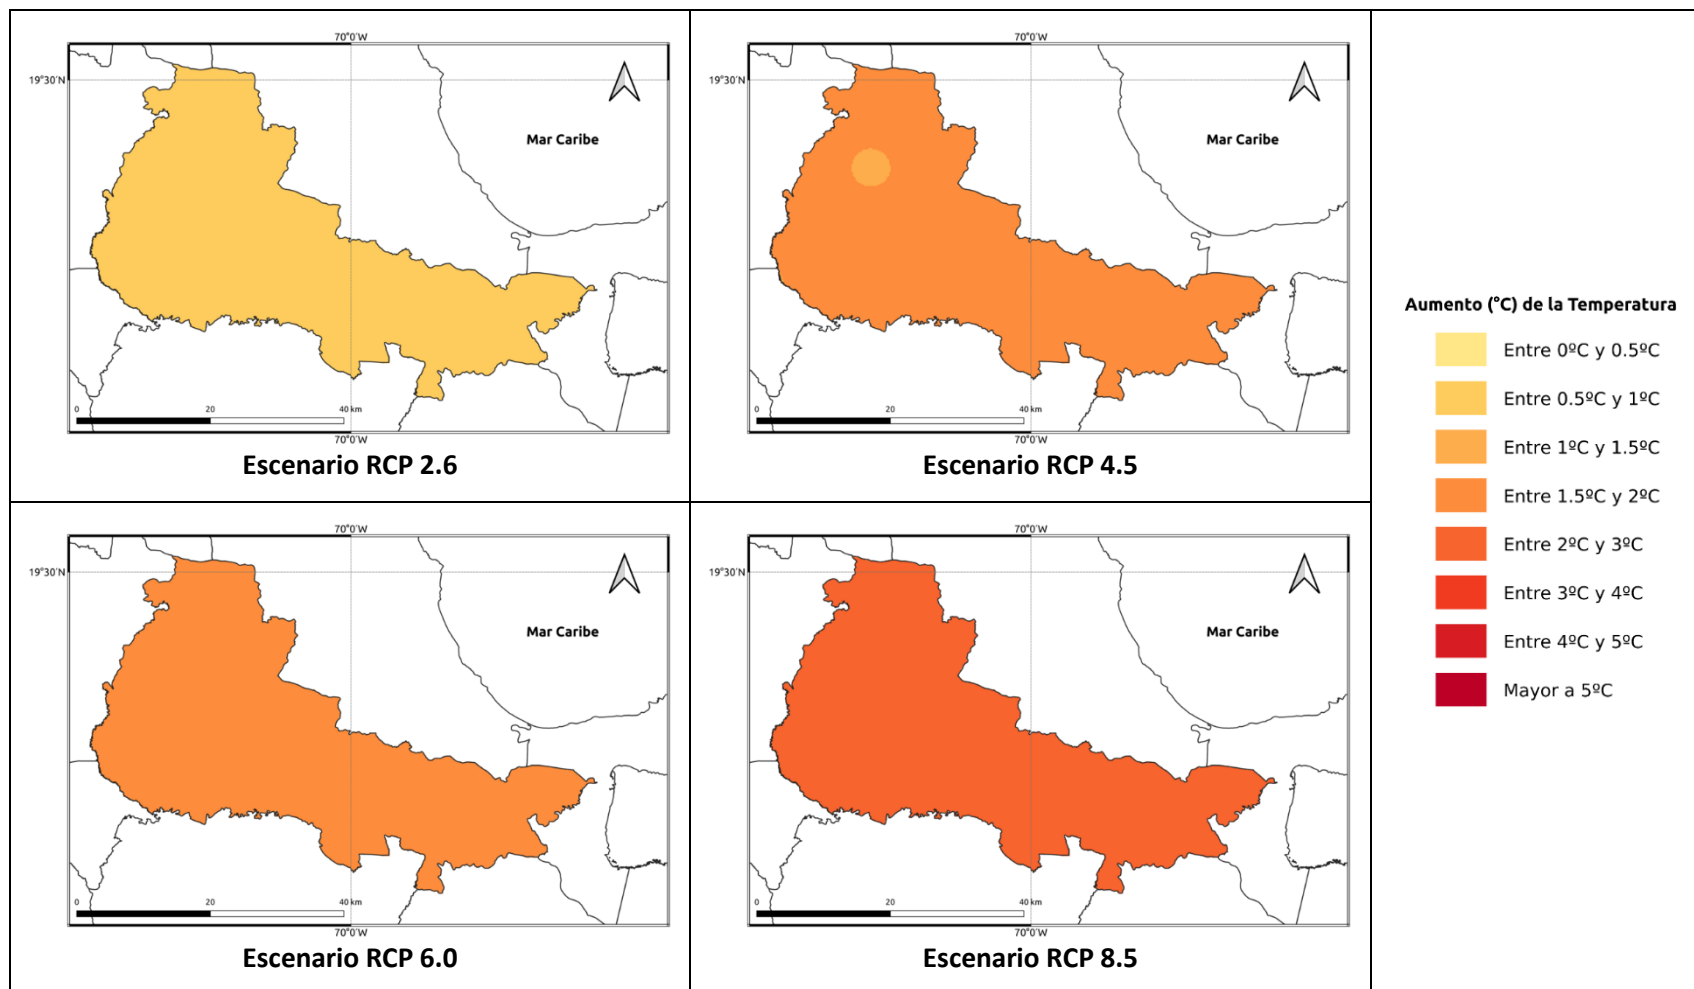 70°0'W
19°30'N
Mar Caribe
0 20 40 km
70°0'W
Escenario RCP 2.6
70°0'W
19°30'N
Mar Caribe
0 20 40 km
70°0'W
Escenario RCP 4.5
70°0'W
19°30'N
Mar Caribe
0 20 40 km
70°0'W
Escenario RCP 6.0
70°0'W
19°30'N
Mar Caribe
0 20 40 km
70°0'W
Escenario RCP 8.5
Aumento (°C) de la Temperatura
Entre 0ºC y 0.5ºC
Entre 0.5ºC y 1ºC
Entre 1ºC y 1.5ºC
Entre 1.5ºC y 2ºC
Entre 2ºC y 3ºC
Entre 3ºC y 4ºC
Entre 4ºC y 5ºC
Mayor a 5ºC